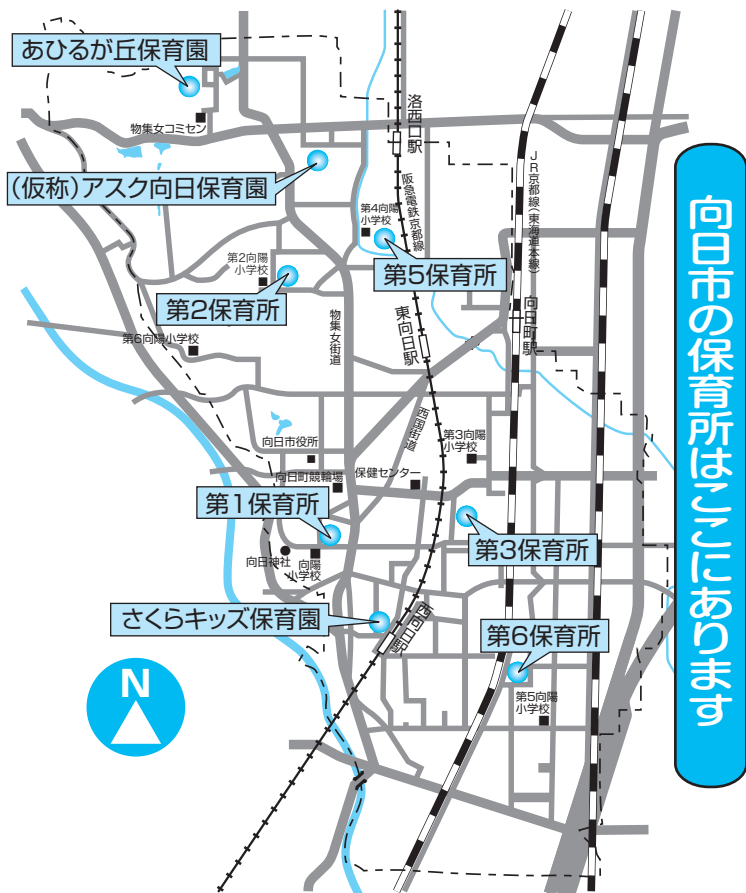 あひるが丘保育園
物集女コミセン
洛西口駅
(仮称)アスク向日保育園
阪急電鉄京都線
JR京都線(東海道本線)
第4向陽
小学校
第5保育所
第2向陽
小学校
第2保育所
物集女街道
東向日駅
向日町駅
第6向陽小学校
西国街道
向日市役所
第3向陽
小学校
向日町競輪場
保健センター
第1保育所
第3保育所
向日神社
向陽
小学校
さくらキッズ保育園
西向日駅
第6保育所
第5向陽
小学校
N
向日市の保育所はここにあります